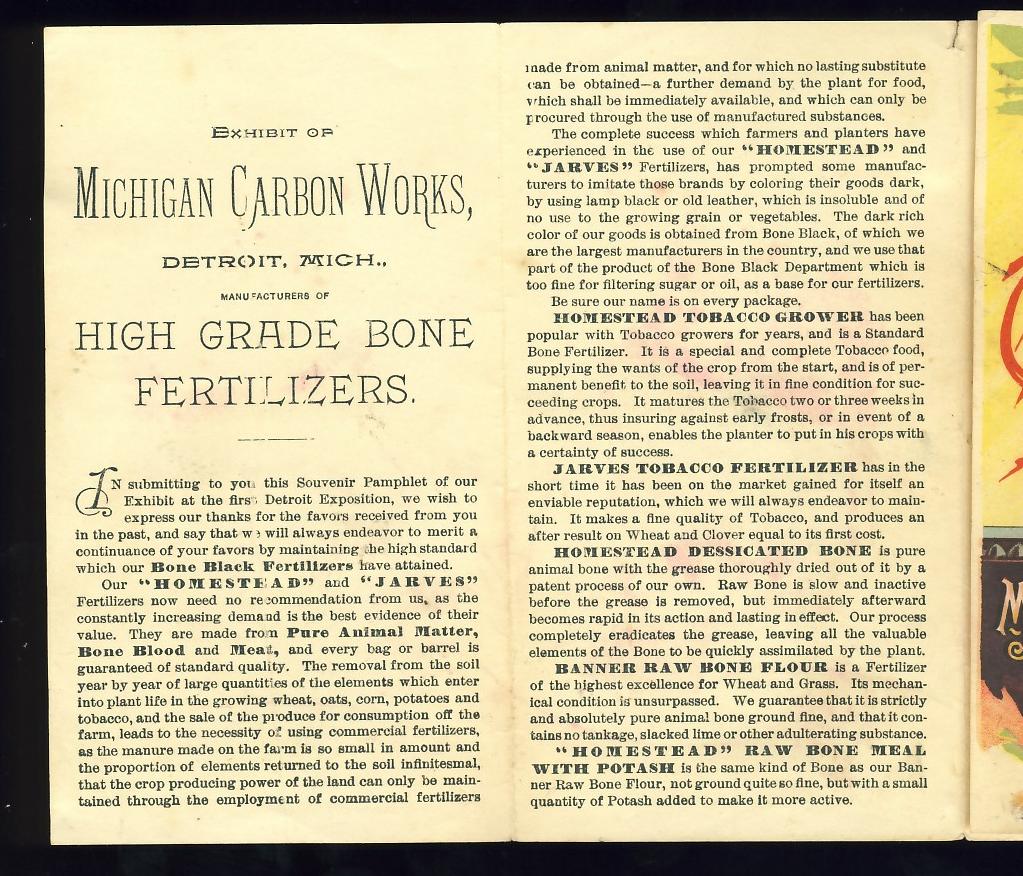 EXHIBIT OF
MICHIGAN CARBON WORKS,
DETROIT, MICH.,
MANUFACTURERS OF
HIGH GRADE BONE
FERTILIZERS.
IN submitting to you this Souvenir Pamphlet of our
Exhibit at the first Detroit Exposition, we wish to
express our thanks for the favors received from you
in the past, and say that we will always endeavor to merit a
continuance of your favors by maintaining the high standard
which our Bone Black Fertilizers have attained.
Our "HOMESTEAD" and "JARVES"
Fertilizers now need no recommendation from us, as the
constantly increasing demand is the best evidence of their
value. They are made from Pure Animal Matter,
Bone Blood and Meat, and every bag or barrel is
guaranteed of standard quality. The removal from the soil
year by year of large quantities of the elements which enter
into plant life in the growing wheat, oats, corn, potatoes and
tobacco, and the sale of the produce for consumption off the
farm, leads to the necessity of using commercial fertilizers,
as the manure made on the farm is so small in amount and
the proportion of elements returned to the soil infinitesmal,
that the crop producing power of the land can only be main-
tained through the employment of commercial fertilizers
made from animal matter, and for which no lasting substitute
can be obtained—a further demand by the plant for food,
which shall be immediately available, and which can only be
procured through the use of manufactured substances.
The complete success which farmers and planters have
experienced in the use of our "HOMESTEAD" and
"JARVES" Fertilizers, has prompted some manufac-
turers to imitate those brands by coloring their goods dark,
by using lamp black or old leather, which is insoluble and of
no use to the growing grain or vegetables. The dark rich
color of our goods is obtained from Bone Black, of which we
are the largest manufacturers in the country, and we use that
part of the product of the Bone Black Department which is
too fine for filtering sugar or oil, as a base for our fertilizers.
Be sure our name is on every package.
HOMESTEAD TOBACCO GROWER has been
popular with Tobacco growers for years, and is a Standard
Bone Fertilizer. It is a special and complete Tobacco food,
supplying the wants of the crop from the start, and is of per-
manent benefit to the soil, leaving it in fine condition for suc-
ceeding crops. It matures the Tobacco two or three weeks in
advance, thus insuring against early frosts, or in event of a
backward season, enables the planter to put in his crops with
a certainty of success.
JARVES TOBACCO FERTILIZER has in the
short time it has been on the market gained for itself an
enviable reputation, which we will always endeavor to main-
tain. It makes a fine quality of Tobacco, and produces an
after result on Wheat and Clover equal to its first cost.
HOMESTEAD DESSICATED BONE is pure
animal bone with the grease thoroughly dried out of it by a
patent process of our own. Raw Bone is slow and inactive
before the grease is removed, but immediately afterward
becomes rapid in its action and lasting in effect. Our process
completely eradicates the grease, leaving all the valuable
elements of the Bone to be quickly assimilated by the plant.
BANNER RAW BONE FLOUR is a Fertilizer
of the highest excellence for Wheat and Grass. Its mechan-
ical condition is unsurpassed. We guarantee that it is strictly
and absolutely pure animal bone ground fine, and that it con-
tains no tankage, slacked lime or other adulterating substance.
"HOMESTEAD" RAW BONE MEAL
WITH POTASH is the same kind of Bone as our Ban-
ner Raw Bone Flour, not ground quite so fine, but with a small
quantity of Potash added to make it more active.